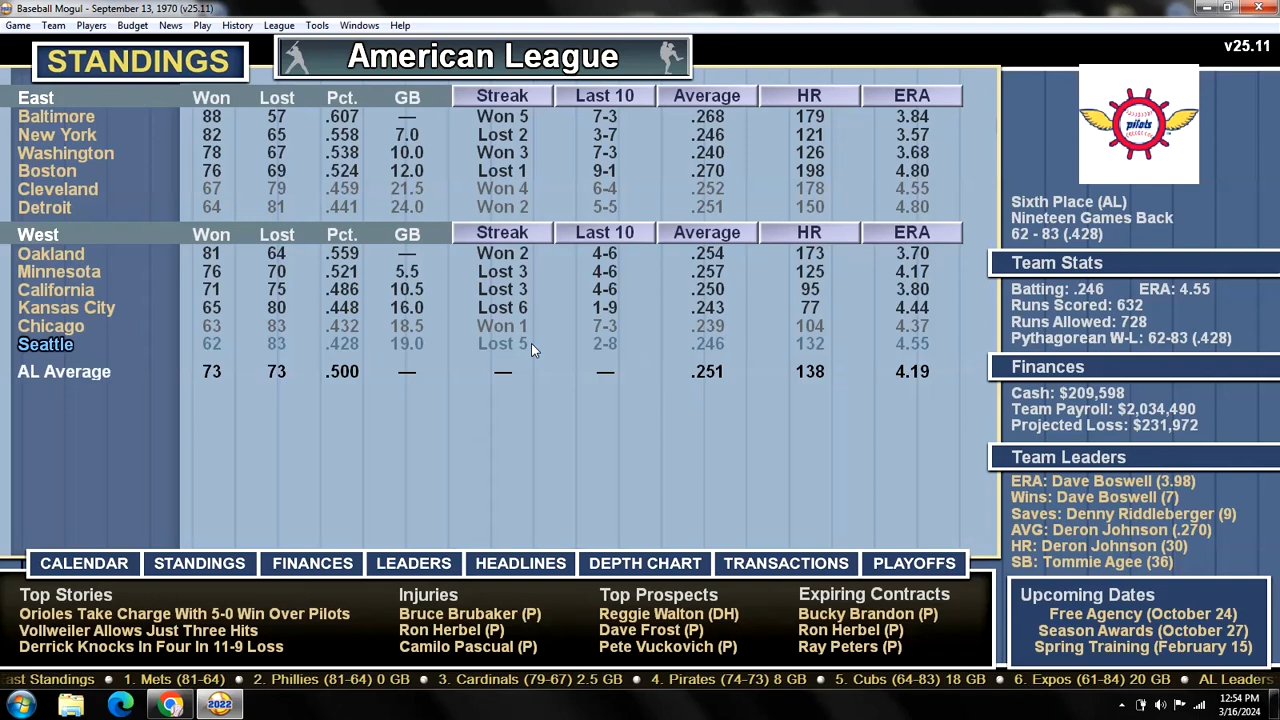 Baseball Mogul - September 13, 1970 (v25.11)
Game Team Players Budget News Play History League Tools Windows Help
STANDINGS
American League
v25.11
East Won Lost Pct. GB Streak Last 10 Average HR ERA
Baltimore 88 57 .607 — Won 5 7-3 .268 179 3.84
New York 82 65 .558 7.0 Lost 2 3-7 .246 121 3.57
Washington 78 67 .538 10.0 Won 3 7-3 .240 126 3.68
Boston 76 69 .524 12.0 Lost 1 9-1 .270 198 4.80
Cleveland 67 79 .459 21.5 Won 4 6-4 .252 178 4.55
Detroit 64 81 .441 24.0 Won 2 5-5 .251 150 4.80
West Won Lost Pct. GB Streak Last 10 Average HR ERA
Oakland 81 64 .559 — Won 2 4-6 .254 173 3.70
Minnesota 76 70 .521 5.5 Lost 3 4-6 .257 125 4.17
California 71 75 .486 10.5 Lost 3 4-6 .250 95 3.80
Kansas City 65 80 .448 16.0 Lost 6 1-9 .243 77 4.44
Chicago 63 83 .432 18.5 Won 1 7-3 .239 104 4.37
Seattle 62 83 .428 19.0 Lost 5 2-8 .246 132 4.55
AL Average 73 73 .500 — — — .251 138 4.19
pilots
Sixth Place (AL)
Nineteen Games Back
62 - 83 (.428)
Team Stats
Batting: .246 ERA: 4.55
Runs Scored: 632
Runs Allowed: 728
Pythagorean W-L: 62-83 (.428)
Finances
Cash: $209,598
Team Payroll: $2,034,490
Projected Loss: $231,972
Team Leaders
ERA: Dave Boswell (3.98)
Wins: Dave Boswell (7)
Saves: Denny Riddleberger (9)
AVG: Deron Johnson (.270)
HR: Deron Johnson (30)
SB: Tommie Agee (36)
CALENDAR STANDINGS FINANCES LEADERS HEADLINES DEPTH CHART TRANSACTIONS PLAYOFFS
Top Stories
Orioles Take Charge With 5-0 Win Over Pilots
Vollweiler Allows Just Three Hits
Derrick Knocks In Four In 11-9 Loss
Injuries
Bruce Brubaker (P)
Ron Herbel (P)
Camilo Pascual (P)
Top Prospects
Reggie Walton (DH)
Dave Frost (P)
Pete Vuckovich (P)
Expiring Contracts
Bucky Brandon (P)
Ron Herbel (P)
Ray Peters (P)
Upcoming Dates
Free Agency (October 24)
Season Awards (October 27)
Spring Training (February 15)
ast Standings • 1. Mets (81-64) • 2. Phillies (81-64) 0 GB • 3. Cardinals (79-67) 2.5 GB • 4. Pirates (74-73) 8 GB • 5. Cubs (64-83) 18 GB • 6. Expos (61-84) 20 GB • AL Leaders
2022
12:54 PM
3/16/2024